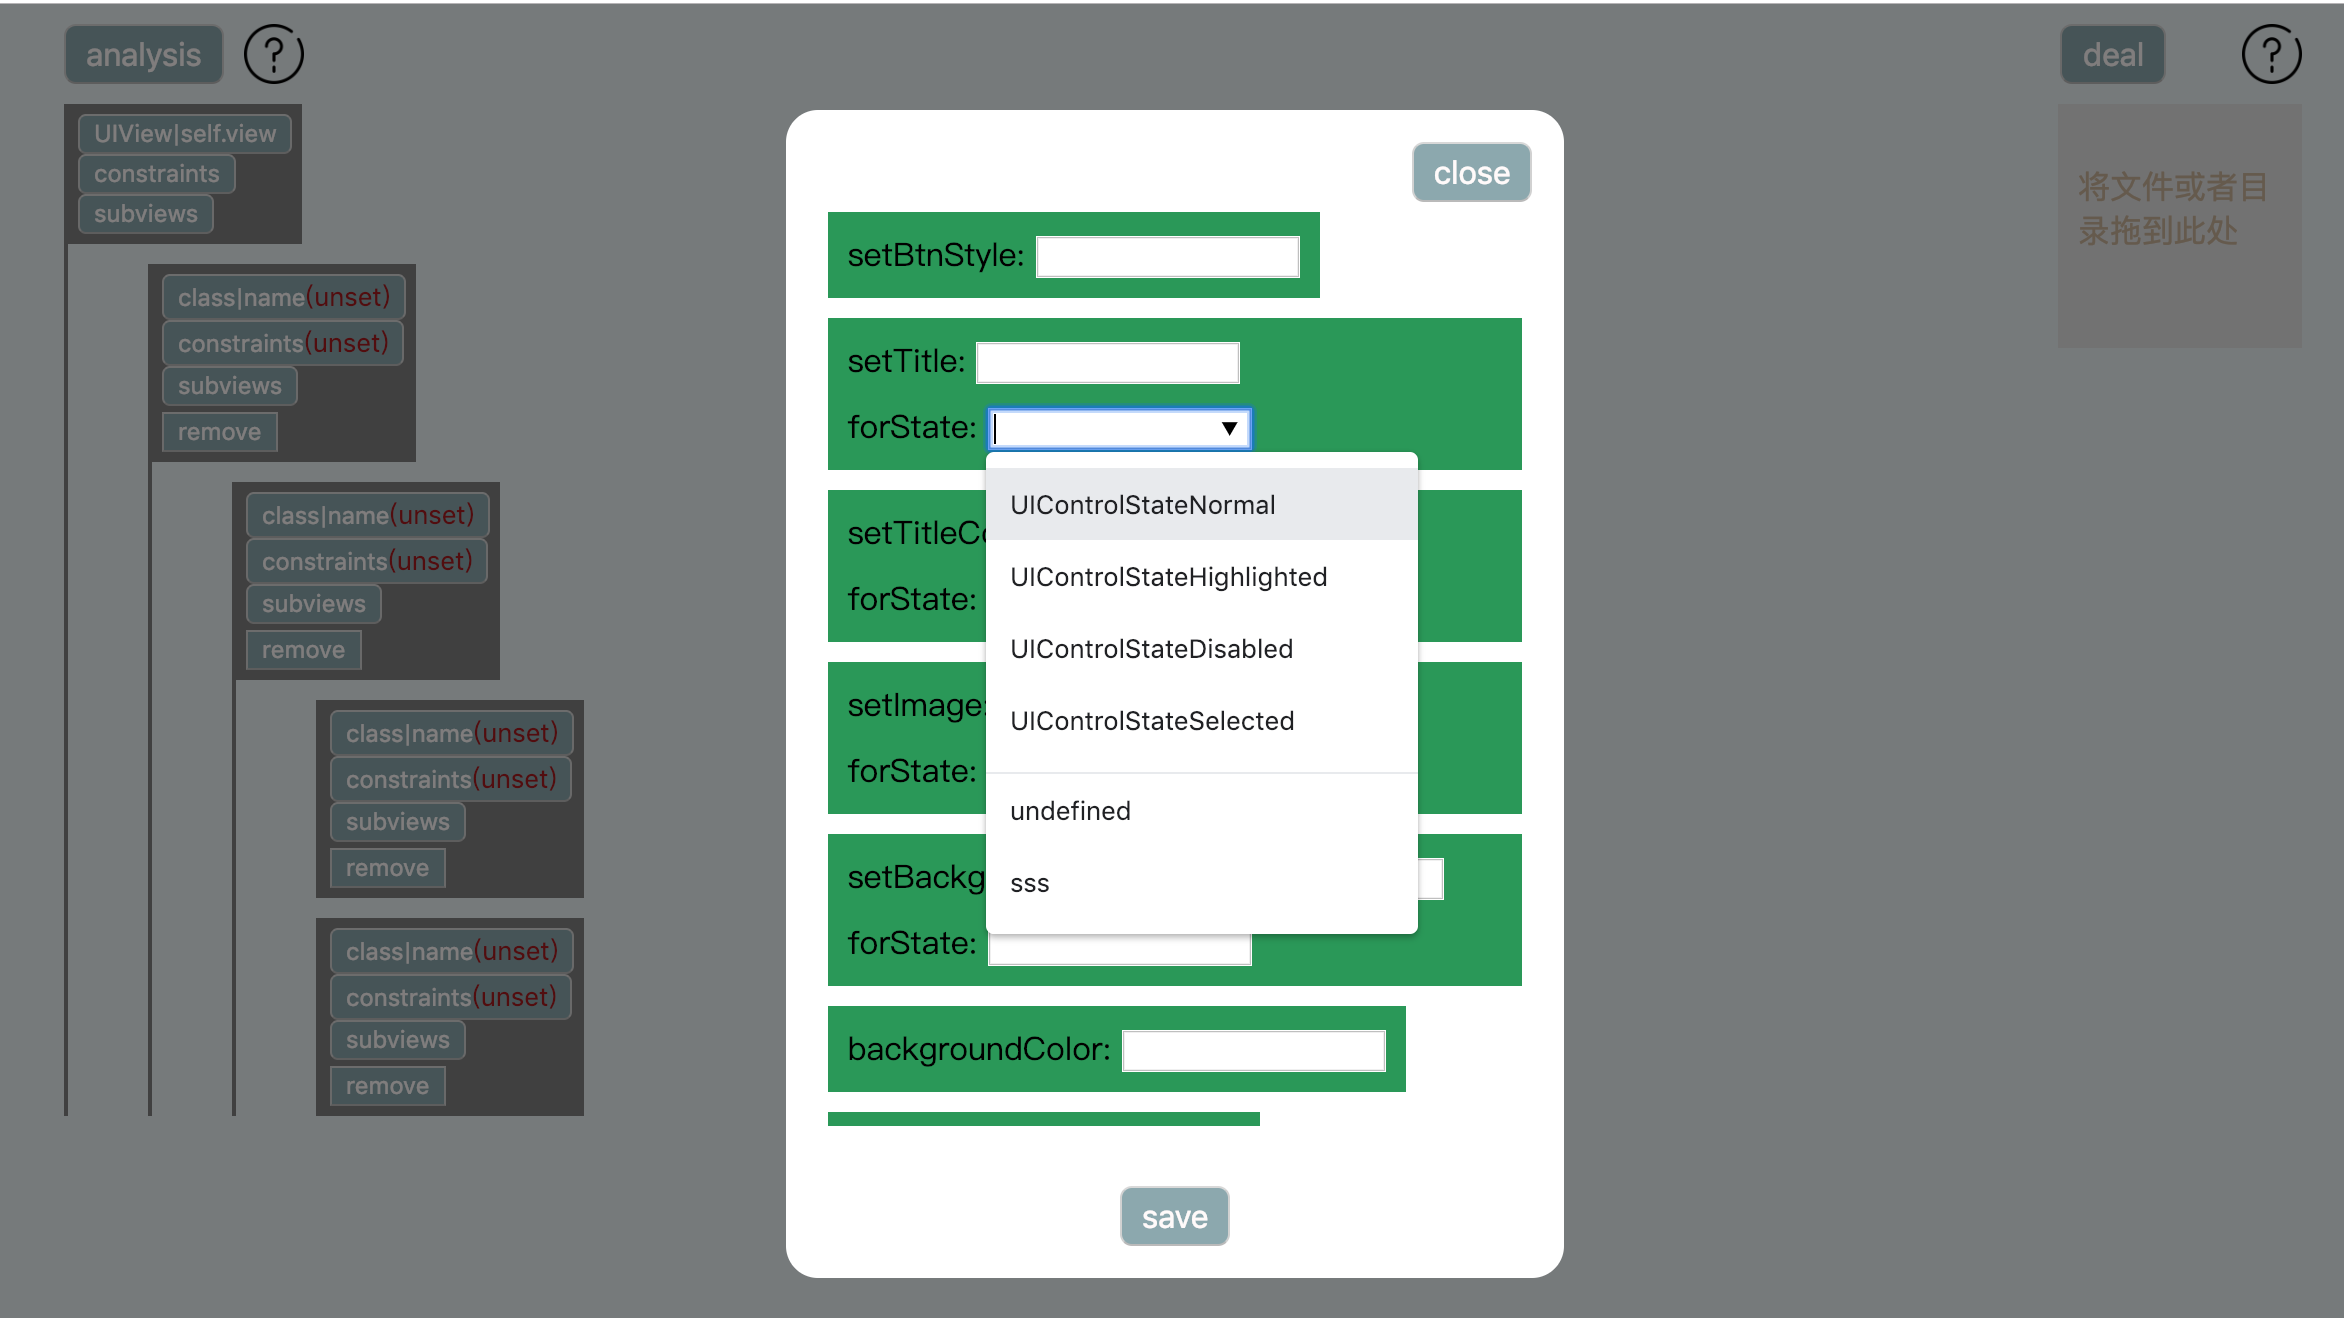 analysis
deal
UIView|self.view
constraints
subviews
class|name(unset)
constraints(unset)
subviews
remove
class|name(unset)
constraints(unset)
subviews
remove
class|name(unset)
constraints(unset)
subviews
remove
class|name(unset)
constraints(unset)
subviews
remove
close
setBtnStyle:
setTitle:
forState:
UIControlStateNormal
UIControlStateHighlighted
UIControlStateDisabled
UIControlStateSelected
undefined
sss
setTitleCo
forState:
setImage:
forState:
setBackg
forState:
backgroundColor:
save
将文件或者目
录拖到此处